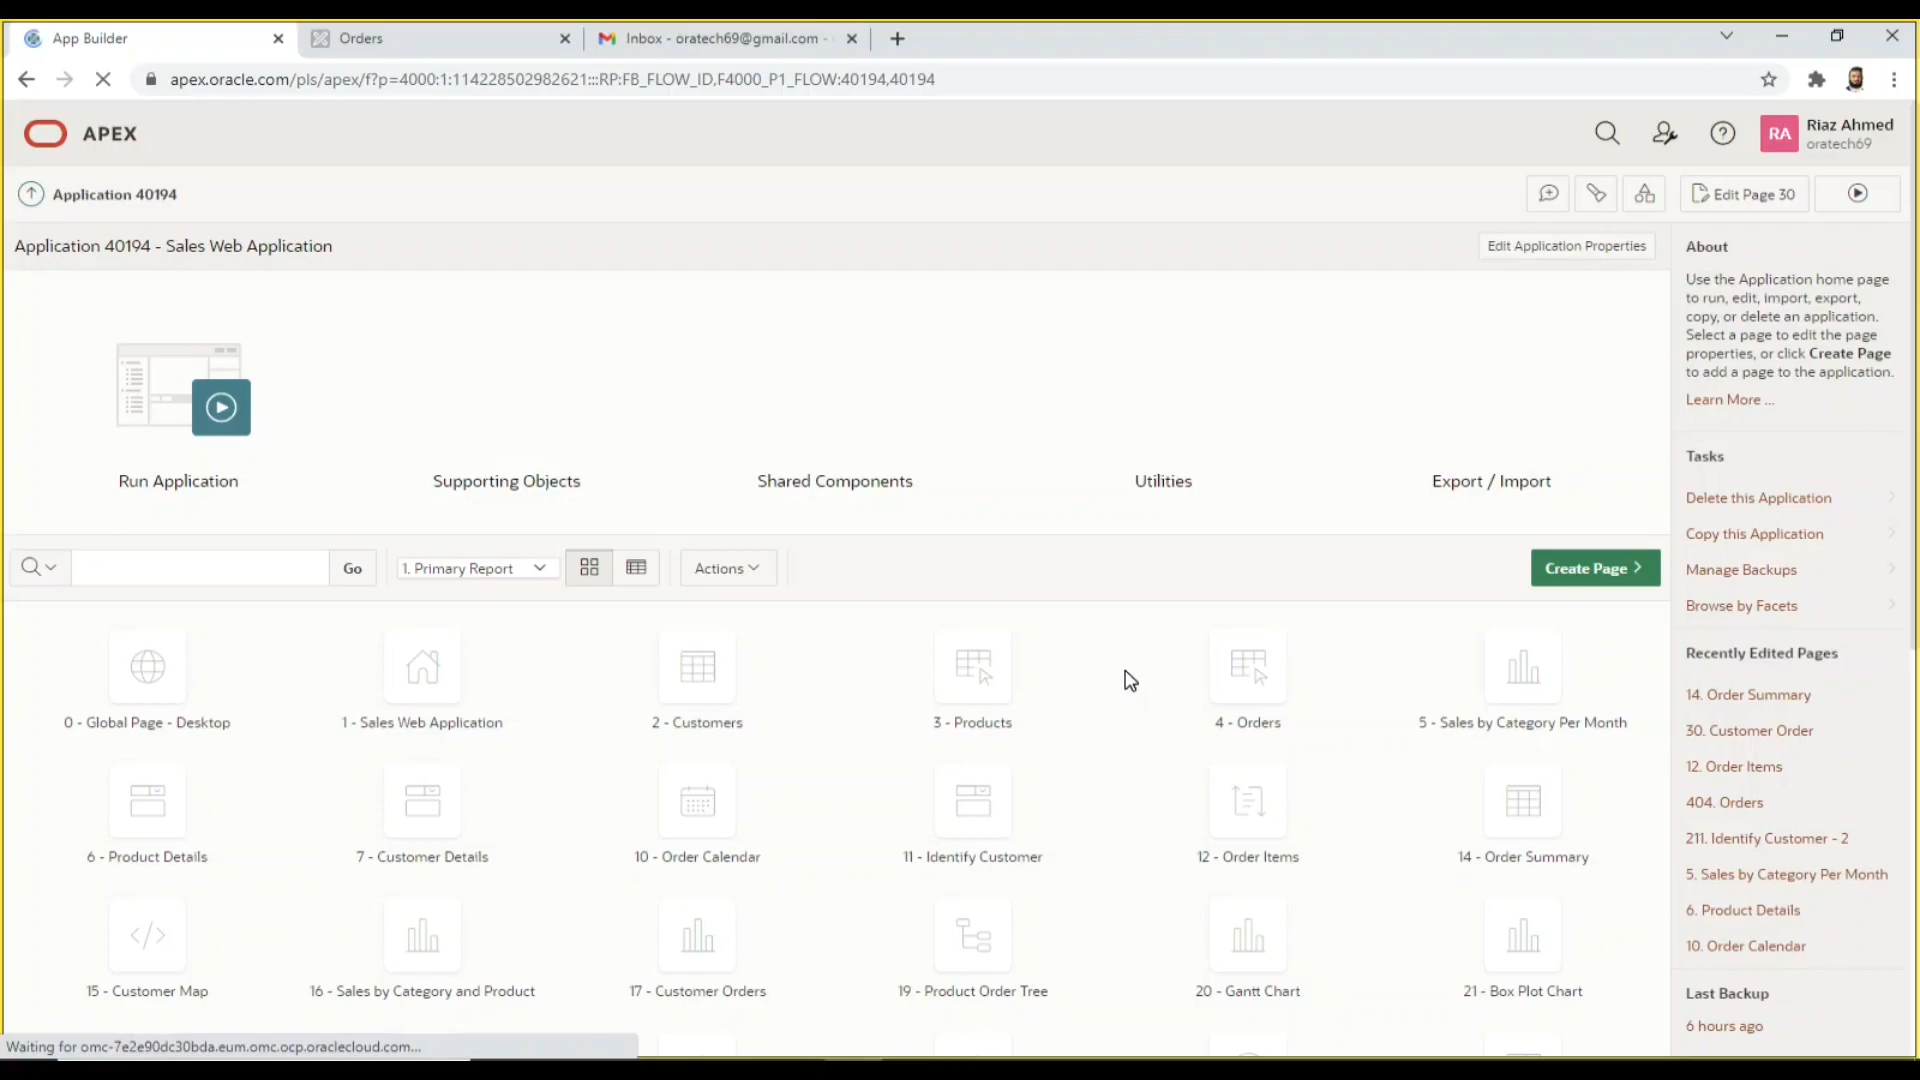 App Builder
Orders
Inbox - oratech69@gmail.com -
apex.oracle.com/pls/apex/f?p=4000:1:114228502982621:::RP:FB_FLOW_ID,F4000_P1_FLOW:40194,40194
APEX
RA
Riaz Ahmed
oratech69
Application 40194
Edit Page 30
Application 40194 - Sales Web Application
Edit Application Properties
Run Application
Supporting Objects
Shared Components
Utilities
Export / Import
Go
1. Primary Report
Actions
Create Page
0 - Global Page - Desktop
1 - Sales Web Application
2 - Customers
3 - Products
4 - Orders
5 - Sales by Category Per Month
6 - Product Details
7 - Customer Details
10 - Order Calendar
11 - Identify Customer
12 - Order Items
14 - Order Summary
15 - Customer Map
16 - Sales by Category and Product
17 - Customer Orders
19 - Product Order Tree
20 - Gantt Chart
21 - Box Plot Chart
About
Use the Application home page
to run, edit, import, export,
copy, or delete an application.
Select a page to edit the page
properties, or click Create Page
to add a page to the application.
Learn More ...
Tasks
Delete this Application
Copy this Application
Manage Backups
Browse by Facets
Recently Edited Pages
14. Order Summary
30. Customer Order
12. Order Items
404. Orders
211. Identify Customer - 2
5. Sales by Category Per Month
6. Product Details
10. Order Calendar
Last Backup
6 hours ago
Waiting for omc-7e2e90dc30bda.eum.omc.ocp.oraclecloud.com...